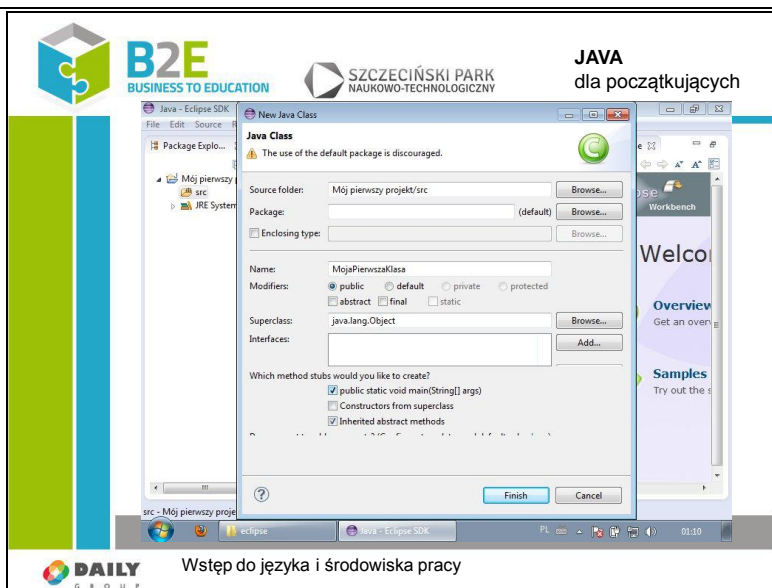 B2E
BUSINESS TO EDUCATION
SZCZECIŃSKI PARK
NAUKOWO-TECHNOLOGICZNY
JAVA
dla początkujących
Java - Eclipse SDK
File Edit Source
Package Explo...
Mój pierwszy
src
JRE System
New Java Class
Java Class
The use of the default package is discouraged.
Source folder: Mój pierwszy projekt/src Browse...
Package: (default) Browse...
Enclosing type: Browse...
Name: MojaPierwszaKlasa
Modifiers: public default private protected
abstract final static
Superclass: java.lang.Object Browse...
Interfaces: Add...
Which method stubs would you like to create?
public static void main(String[] args)
Constructors from superclass
Inherited abstract methods
Finish Cancel
Workbench
Welco
Overview
Get an over
Samples
Try out the s
src - Mój pierwszy proje
eclipse Java - Eclipse SDK PL 01:10
DAILY
GROUP
Wstęp do języka i środowiska pracy